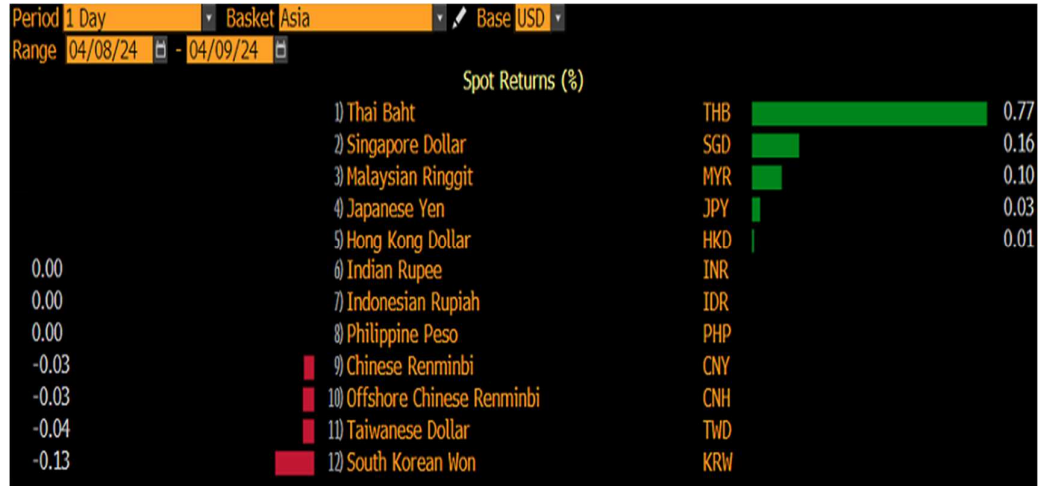 Period 1 Day Basket Asia Base USD
Range 04/08/24 - 04/09/24
Spot Returns (%)
1) Thai Baht THB 0.77
2) Singapore Dollar SGD 0.16
3) Malaysian Ringgit MYR 0.10
4) Japanese Yen JPY 0.03
5) Hong Kong Dollar HKD 0.01
0.00 6) Indian Rupee INR
0.00 7) Indonesian Rupiah IDR
0.00 8) Philippine Peso PHP
-0.03 9) Chinese Renminbi CNY
-0.03 10) Offshore Chinese Renminbi CNH
-0.04 11) Taiwanese Dollar TWD
-0.13 12) South Korean Won KRW